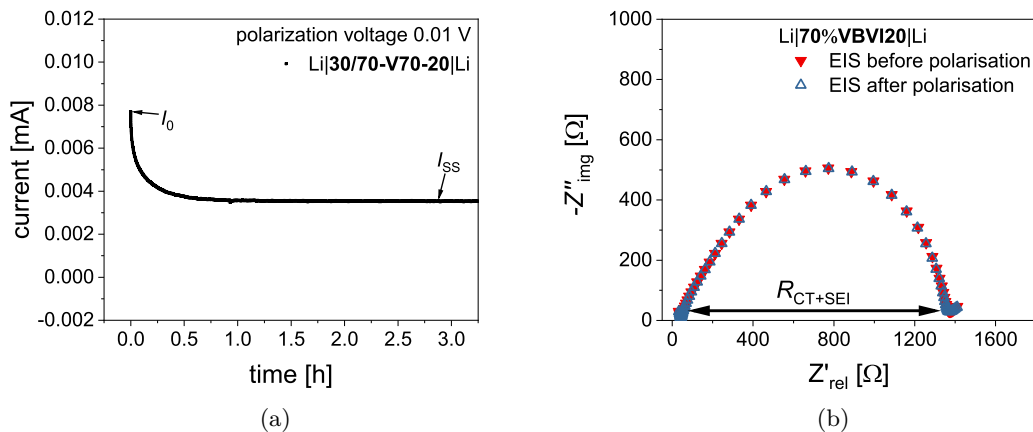 polarization voltage 0.01 V
Li|30/70-V70-20|Li
I0
ISS
0.012
0.010
0.008
0.006
0.004
0.002
0.000
-0.002
current [mA]
0.0 0.5 1.0 1.5 2.0 2.5 3.0
time [h]
(a)
Li|70%VBVI20|Li
EIS before polarisation
EIS after polarisation
RCT+SEI
1000
800
600
400
200
0
-Z″img [Ω]
0 400 800 1200 1600
Z'rel [Ω]
(b)